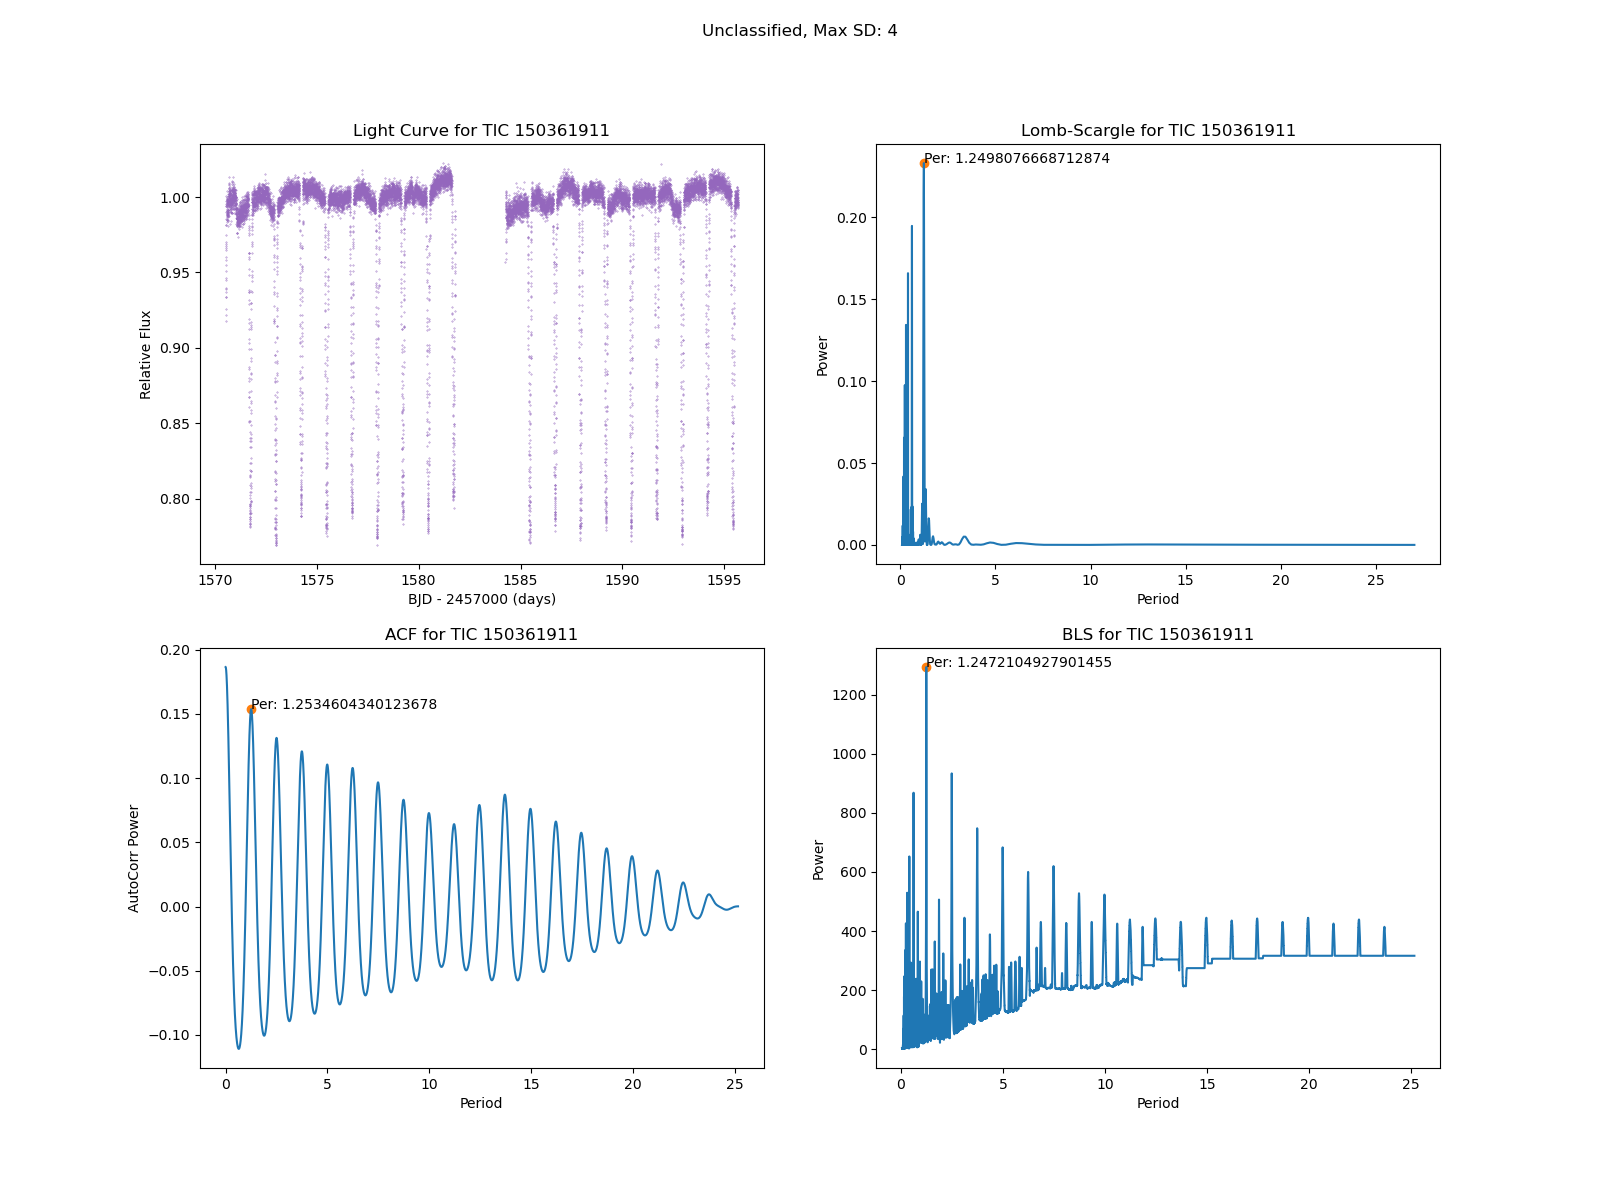 Unclassified, Max SD: 4
Light Curve for TIC 150361911
1.00
0.95
0.90
0.85
0.80
Relative Flux
1570 1575 1580 1585 1590 1595
BJD - 2457000 (days)
Lomb-Scargle for TIC 150361911
Per: 1.2498076668712874
0.20
0.15
0.10
0.05
0.00
Power
0 5 10 15 20 25
Period
ACF for TIC 150361911
Per: 1.2534604340123678
0.20
0.15
0.10
0.05
0.00
−0.05
−0.10
AutoCorr Power
0 5 10 15 20 25
Period
BLS for TIC 150361911
Per: 1.2472104927901455
1200
1000
800
600
400
200
0
Power
0 5 10 15 20 25
Period